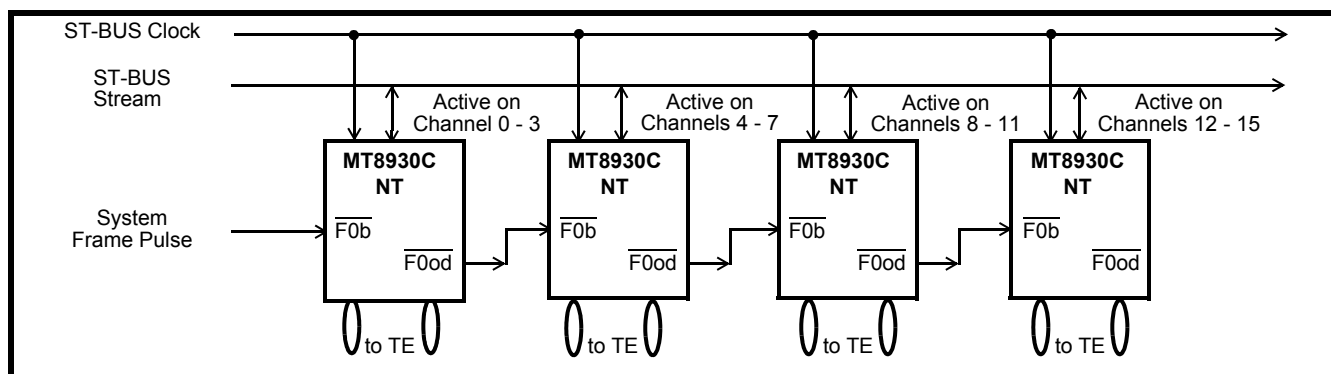 ST-BUS Clock
ST-BUS
Stream
Active on
Channel 0 - 3
Active on
Channels 4 - 7
Active on
Channels 8 - 11
Active on
Channels 12 - 15
System
Frame Pulse
MT8930C
NT
F0b
F0od
to TE
MT8930C
NT
F0b
F0od
to TE
MT8930C
NT
F0b
F0od
to TE
MT8930C
NT
F0b
F0od
to TE